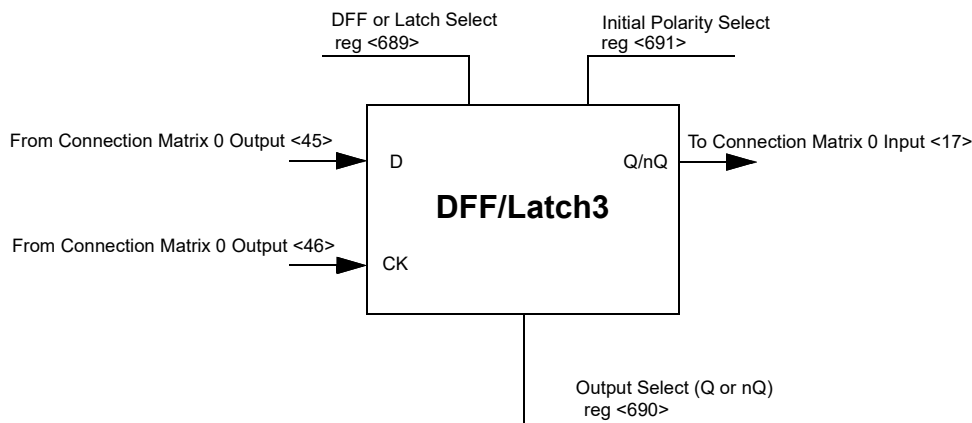 DFF or Latch Select
reg <689>
Initial Polarity Select
reg <691>
From Connection Matrix 0 Output <45>
D
Q/nQ
To Connection Matrix 0 Input <17>
DFF/Latch3
From Connection Matrix 0 Output <46>
CK
Output Select (Q or nQ)
reg <690>